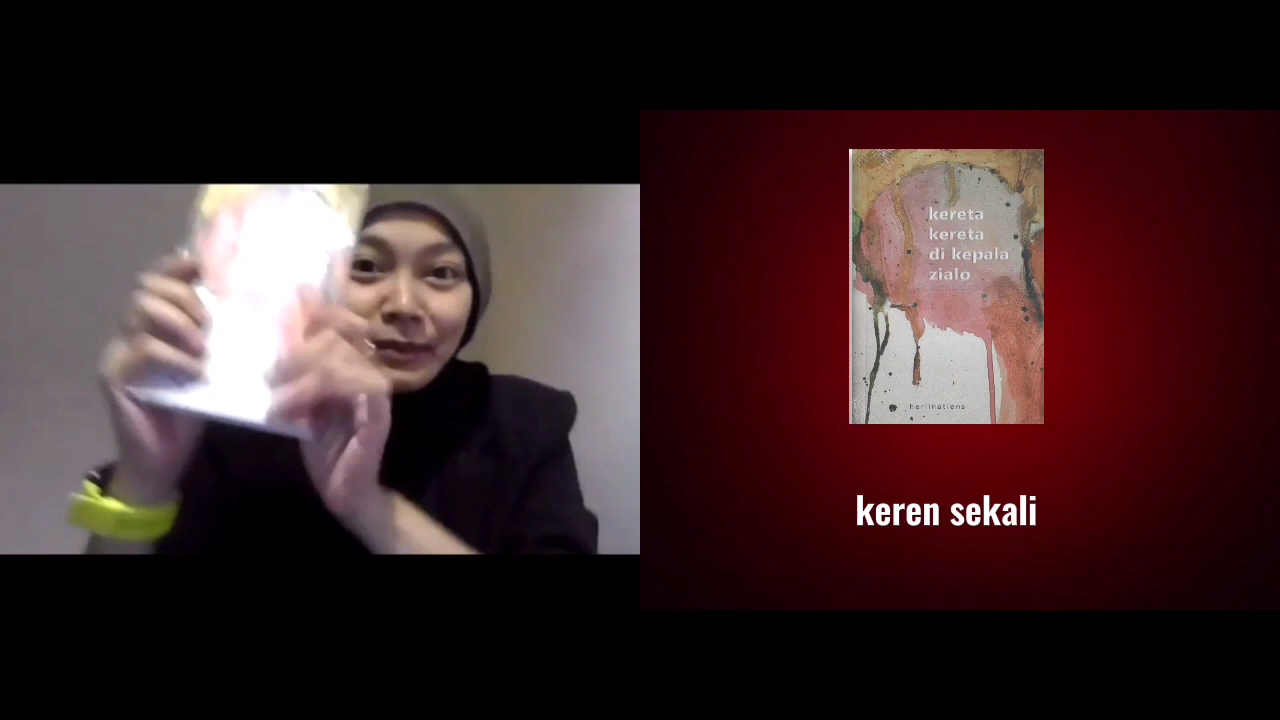 kereta
kereta
di kepala
zialo
herlinatiens
keren sekali